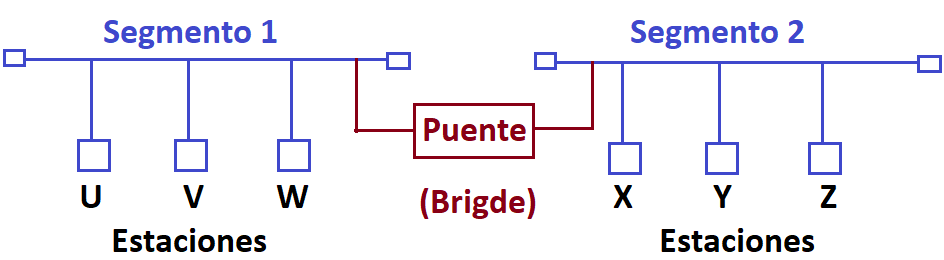 Segmento 1
Segmento 2
Puente
(Brigde)
U V W
X Y Z
Estaciones
Estaciones